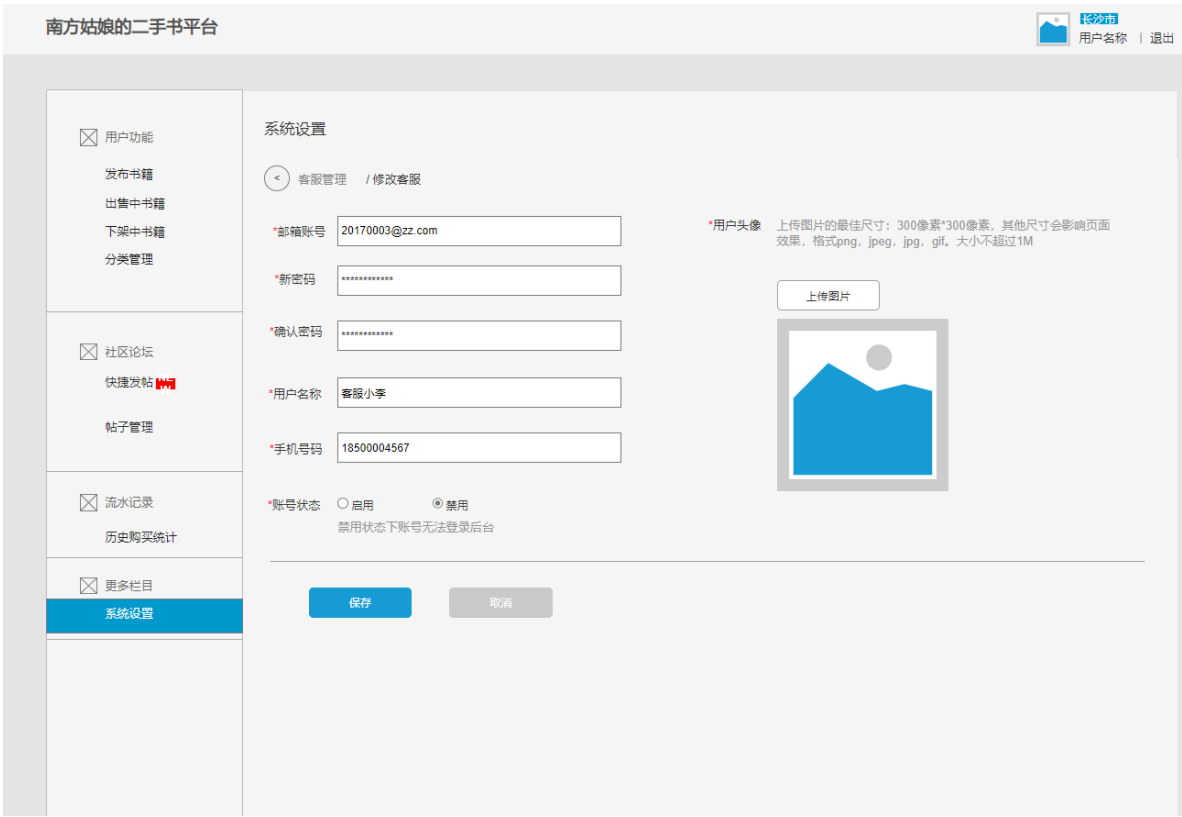 南方姑娘的二手书平台
长沙市
用户名称 | 退出
用户功能
发布书籍
出售中书籍
下架中书籍
分类管理
社区论坛
快捷发帖
帖子管理
流水记录
历史购买统计
更多栏目
系统设置
系统设置
< 客服管理 / 修改客服
*邮箱账号 20170003@zz.com
*新密码 ************
*确认密码 ************
*用户名称 客服小李
*手机号码 18500004567
*账号状态 启用 禁用
禁用状态下账号无法登录后台
*用户头像 上传图片的最佳尺寸：300像素*300像素，其他尺寸会影响页面
效果，格式png，jpeg，jpg，gif。大小不超过1M
上传图片
保存 取消